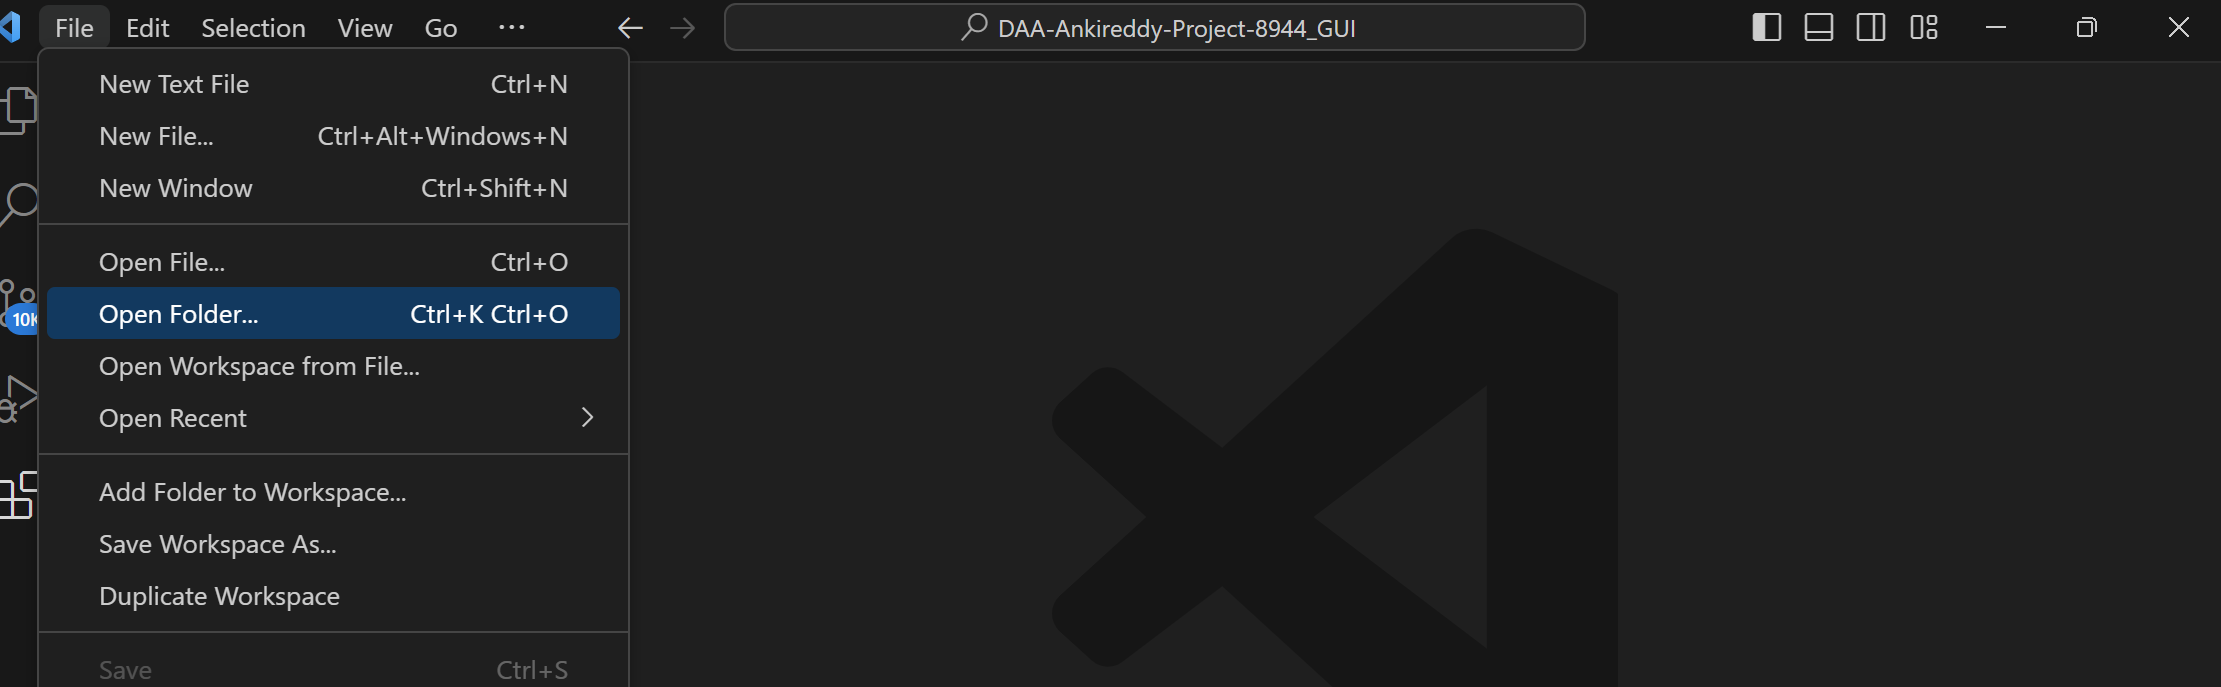 File Edit Selection View Go ··· DAA-Ankireddy-Project-8944_GUI
New Text File Ctrl+N
New File... Ctrl+Alt+Windows+N
New Window Ctrl+Shift+N
Open File... Ctrl+O
Open Folder... Ctrl+K Ctrl+O
10K
Open Workspace from File...
Open Recent
Add Folder to Workspace...
Save Workspace As...
Duplicate Workspace
Save Ctrl+S